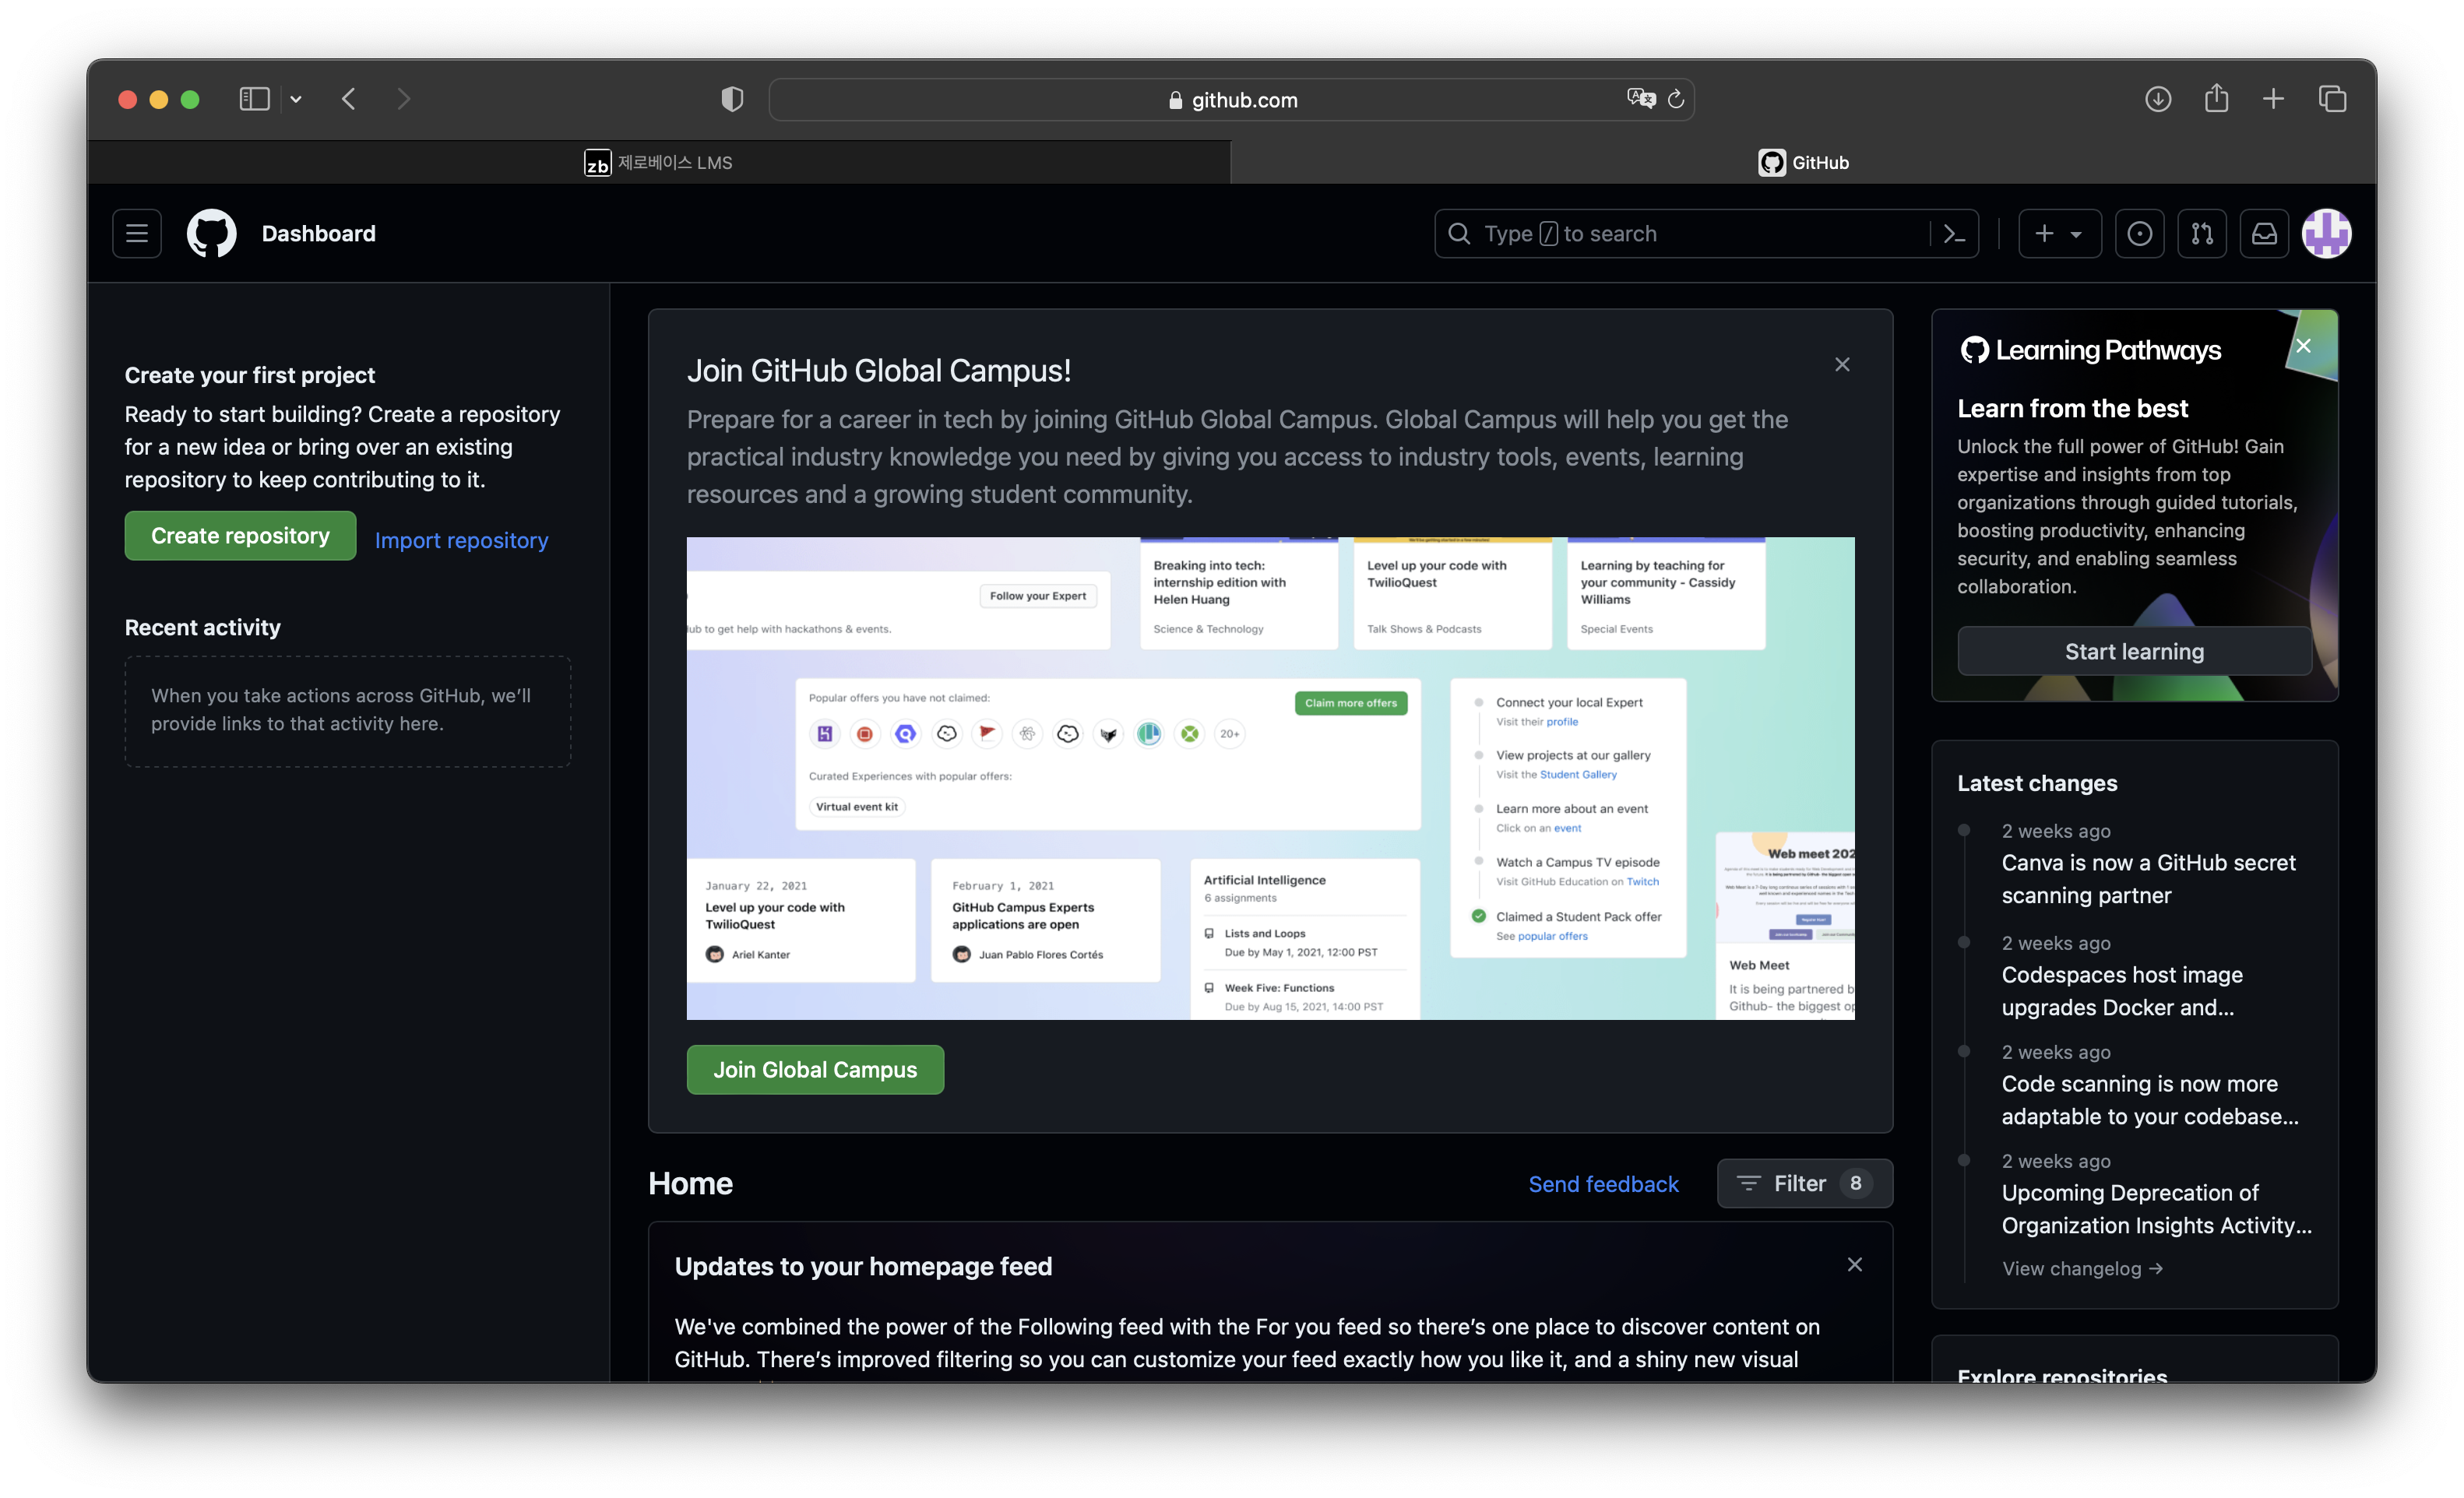 github.com
zb 제로베이스 LMS
GitHub
Dashboard
Type / to search
Create your first project
Ready to start building? Create a repository
for a new idea or bring over an existing
repository to keep contributing to it.
Create repository
Import repository
Recent activity
When you take actions across GitHub, we’ll
provide links to that activity here.
Join GitHub Global Campus!
Prepare for a career in tech by joining GitHub Global Campus. Global Campus will help you get the
practical industry knowledge you need by giving you access to industry tools, events, learning
resources and a growing student community.
Follow your Expert
to get help with hackathons & events.
Breaking into tech:
internship edition with
Helen Huang
Science & Technology
Level up your code with
TwilioQuest
Talk Shows & Podcasts
Learning by teaching for
your community - Cassidy
Williams
Special Events
Popular offers you have not claimed:
Claim more offers
20+
Curated Experiences with popular offers:
Virtual event kit
Connect your local Expert
Visit their profile
View projects at our gallery
Visit the Student Gallery
Learn more about an event
Click on an event
Watch a Campus TV episode
Visit GitHub Education on Twitch
Claimed a Student Pack offer
See popular offers
January 22, 2021
Level up your code with
TwilioQuest
Ariel Kanter
February 1, 2021
GitHub Campus Experts
applications are open
Juan Pablo Flores Cortés
Artificial Intelligence
6 assignments
Lists and Loops
Due by May 1, 2021, 12:00 PST
Week Five: Functions
Due by Aug 15, 2021, 14:00 PST
Web meet 202
Web Meet
It is being partnered b
Github- the biggest op
Join Global Campus
Home
Send feedback
Filter 8
Updates to your homepage feed
We've combined the power of the Following feed with the For you feed so there’s one place to discover content on
GitHub. There’s improved filtering so you can customize your feed exactly how you like it, and a shiny new visual
Learning Pathways
Learn from the best
Unlock the full power of GitHub! Gain
expertise and insights from top
organizations through guided tutorials,
boosting productivity, enhancing
security, and enabling seamless
collaboration.
Start learning
Latest changes
2 weeks ago
Canva is now a GitHub secret
scanning partner
2 weeks ago
Codespaces host image
upgrades Docker and...
2 weeks ago
Code scanning is now more
adaptable to your codebase...
2 weeks ago
Upcoming Deprecation of
Organization Insights Activity...
View changelog →
Explore repositories